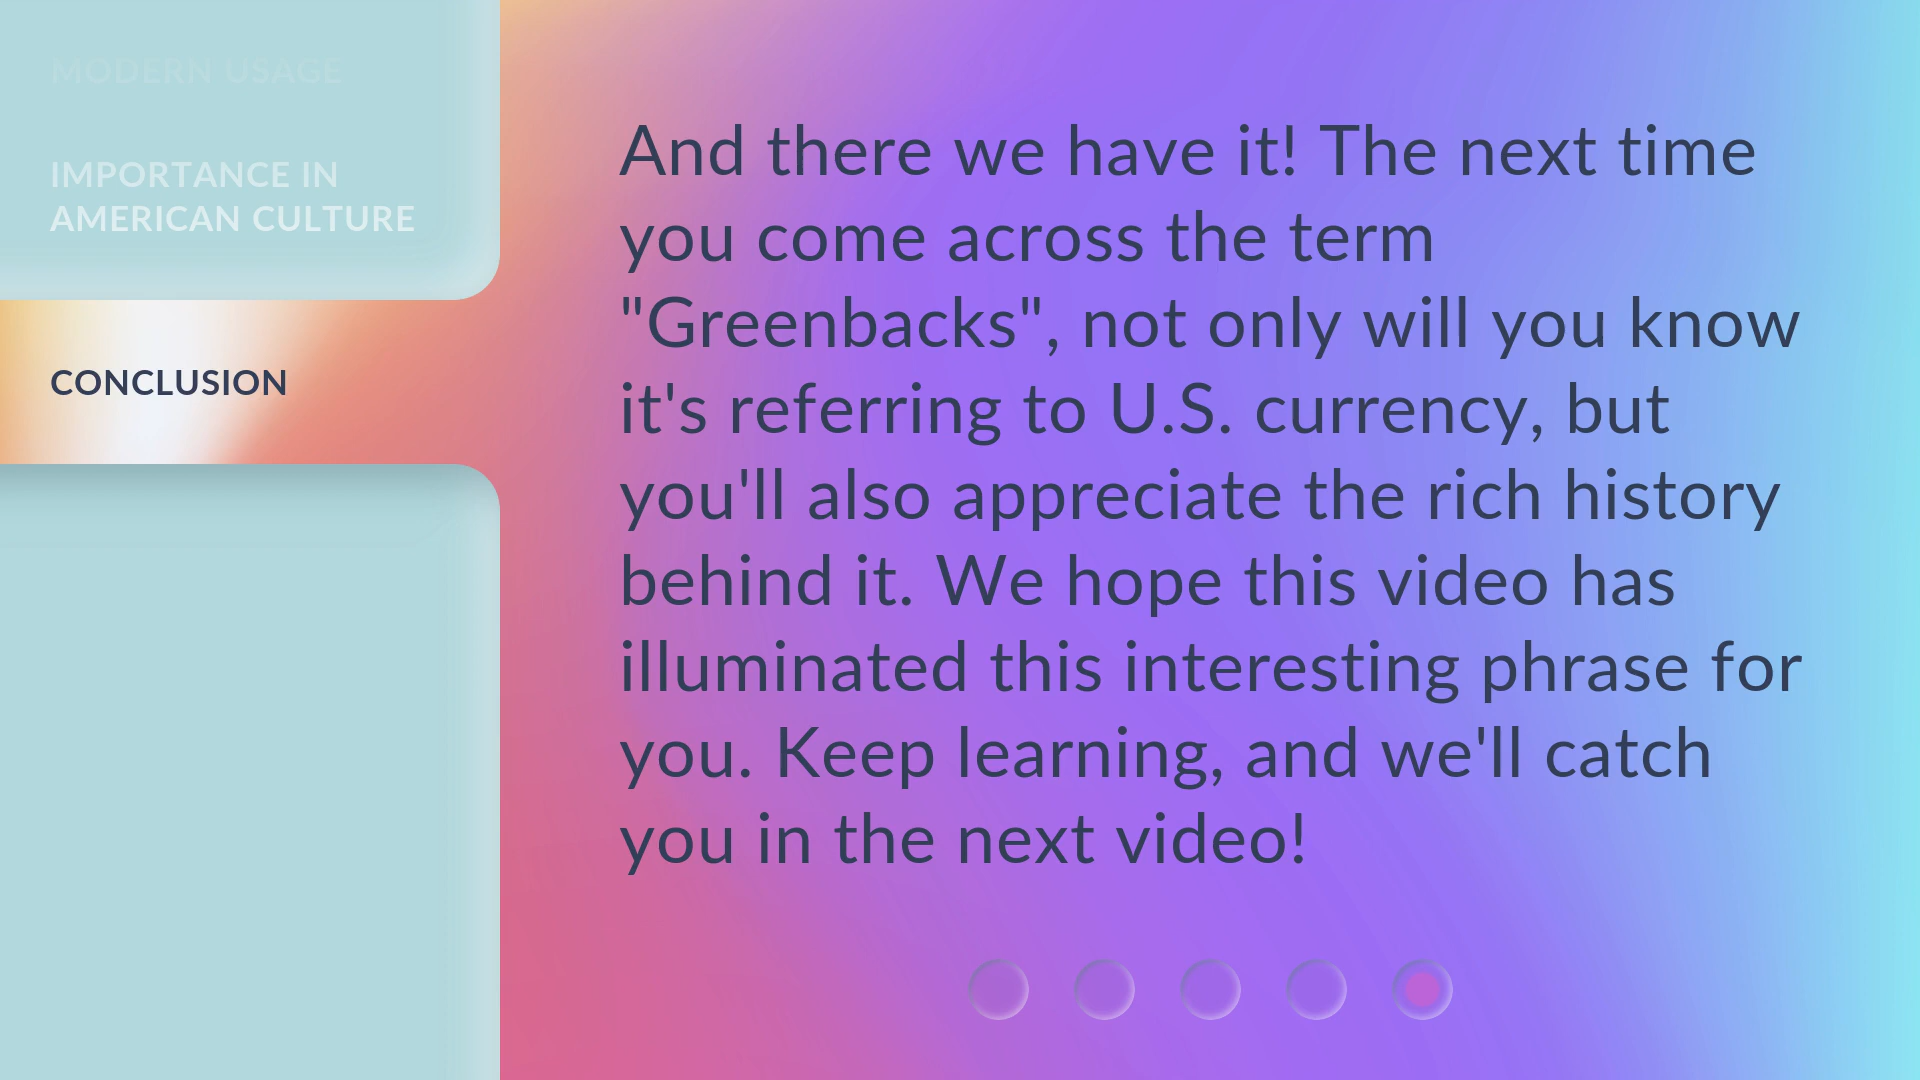 MODERN USAGE
IMPORTANCE IN
AMERICAN CULTURE
CONCLUSION
And there we have it! The next time
you come across the term
"Greenbacks", not only will you know
it's referring to U.S. currency, but
you'll also appreciate the rich history
behind it. We hope this video has
illuminated this interesting phrase for
you. Keep learning, and we'll catch
you in the next video!